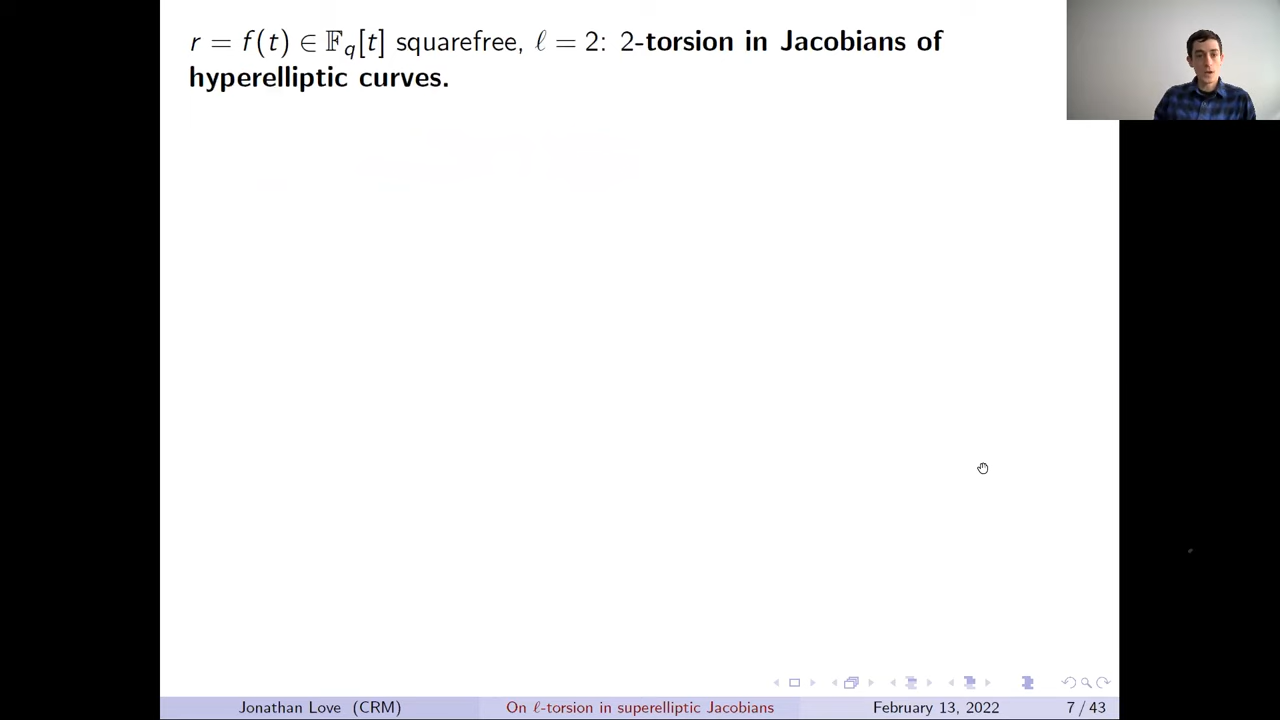 r = f(t) ∈ 𝔽_q[t] squarefree, ℓ = 2: 2-torsion in Jacobians of
hyperelliptic curves.
Jonathan Love (CRM) On ℓ-torsion in superelliptic Jacobians February 13, 2022 7 / 43